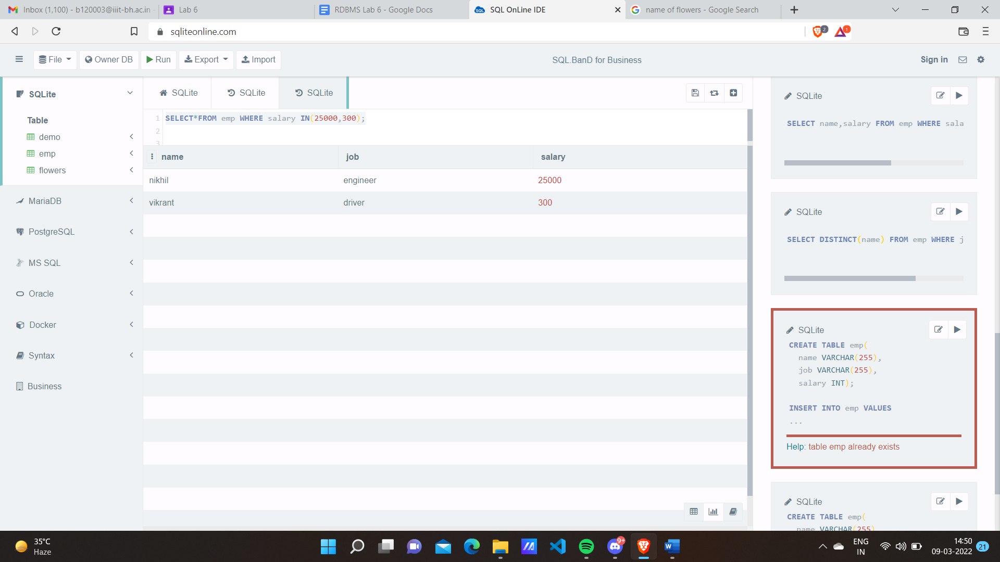 Inbox (1,100) - b120003@iiit-bh.ac.in
Lab 6
RDBMS Lab 6 - Google Docs
SQL OnLine IDE
name of flowers - Google Search
sqliteonline.com
2
1
File
Owner DB
Run
Export
Import
SQL.BanD for Business
Sign in
SQLite
Table
demo
emp
flowers
MariaDB
PostgreSQL
MS SQL
Oracle
Docker
Syntax
Business
SQLite
SQLite
SQLite
1 SELECT*FROM emp WHERE salary IN(25000,300);
2
3
name job salary
nikhil engineer 25000
vikrant driver 300
SQLite
SELECT name,salary FROM emp WHERE sala
SQLite
SELECT DISTINCT(name) FROM emp WHERE j
SQLite
CREATE TABLE emp(
name VARCHAR(255),
job VARCHAR(255),
salary INT);
INSERT INTO emp VALUES
...
Help: table emp already exists
SQLite
CREATE TABLE emp(
name VARCHAR(255)
35°C
Haze
9+
ENG
IN
14:50
09-03-2022
21